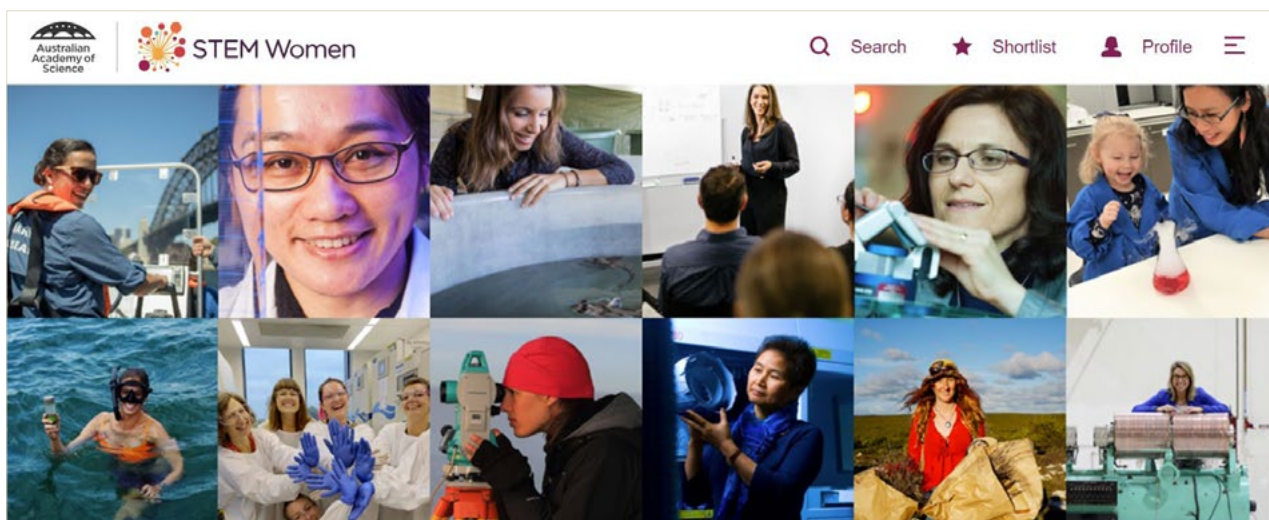 Australian
Academy of
Science
STEM Women
Search
Shortlist
Profile